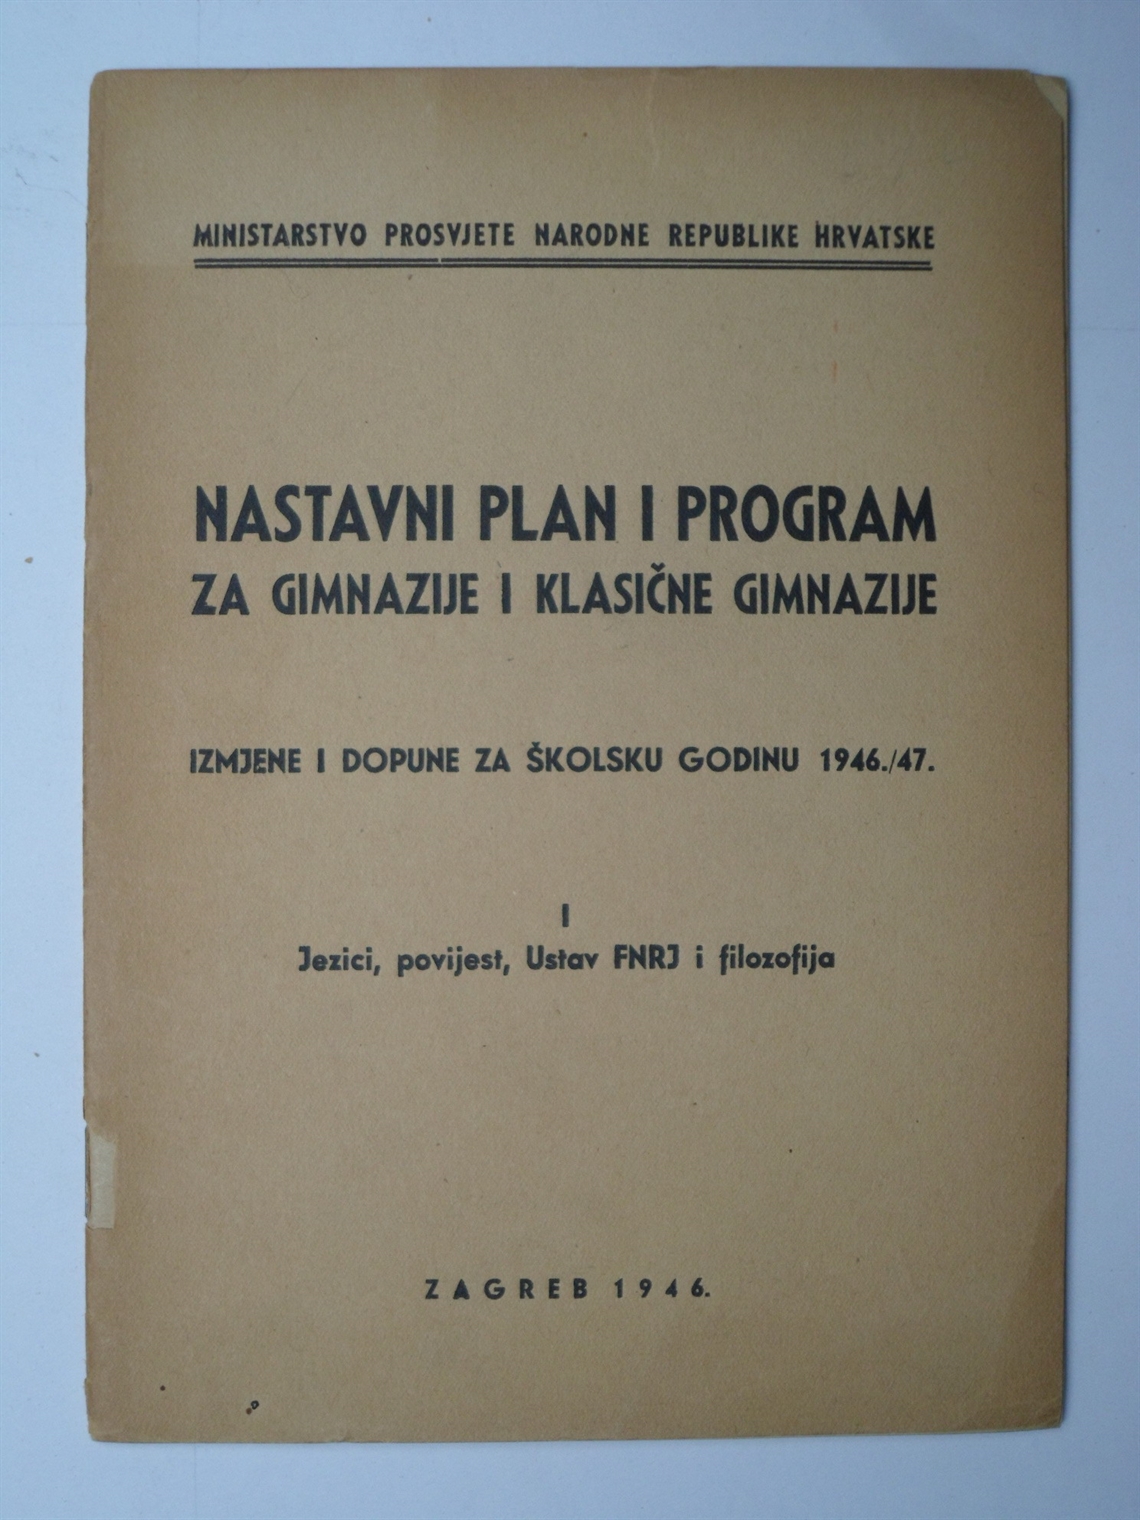 MINISTARSTVO PROSVJETE NARODNE REPUBLIKE HRVATSKE
NASTAVNI PLAN I PROGRAM
ZA GIMNAZIJE I KLASIČNE GIMNAZIJE
IZMJENE I DOPUNE ZA ŠKOLSKU GODINU 1946./47.
I
Jezici, povijest, Ustav FNRJ i filozofija
ZAGREB 1946.